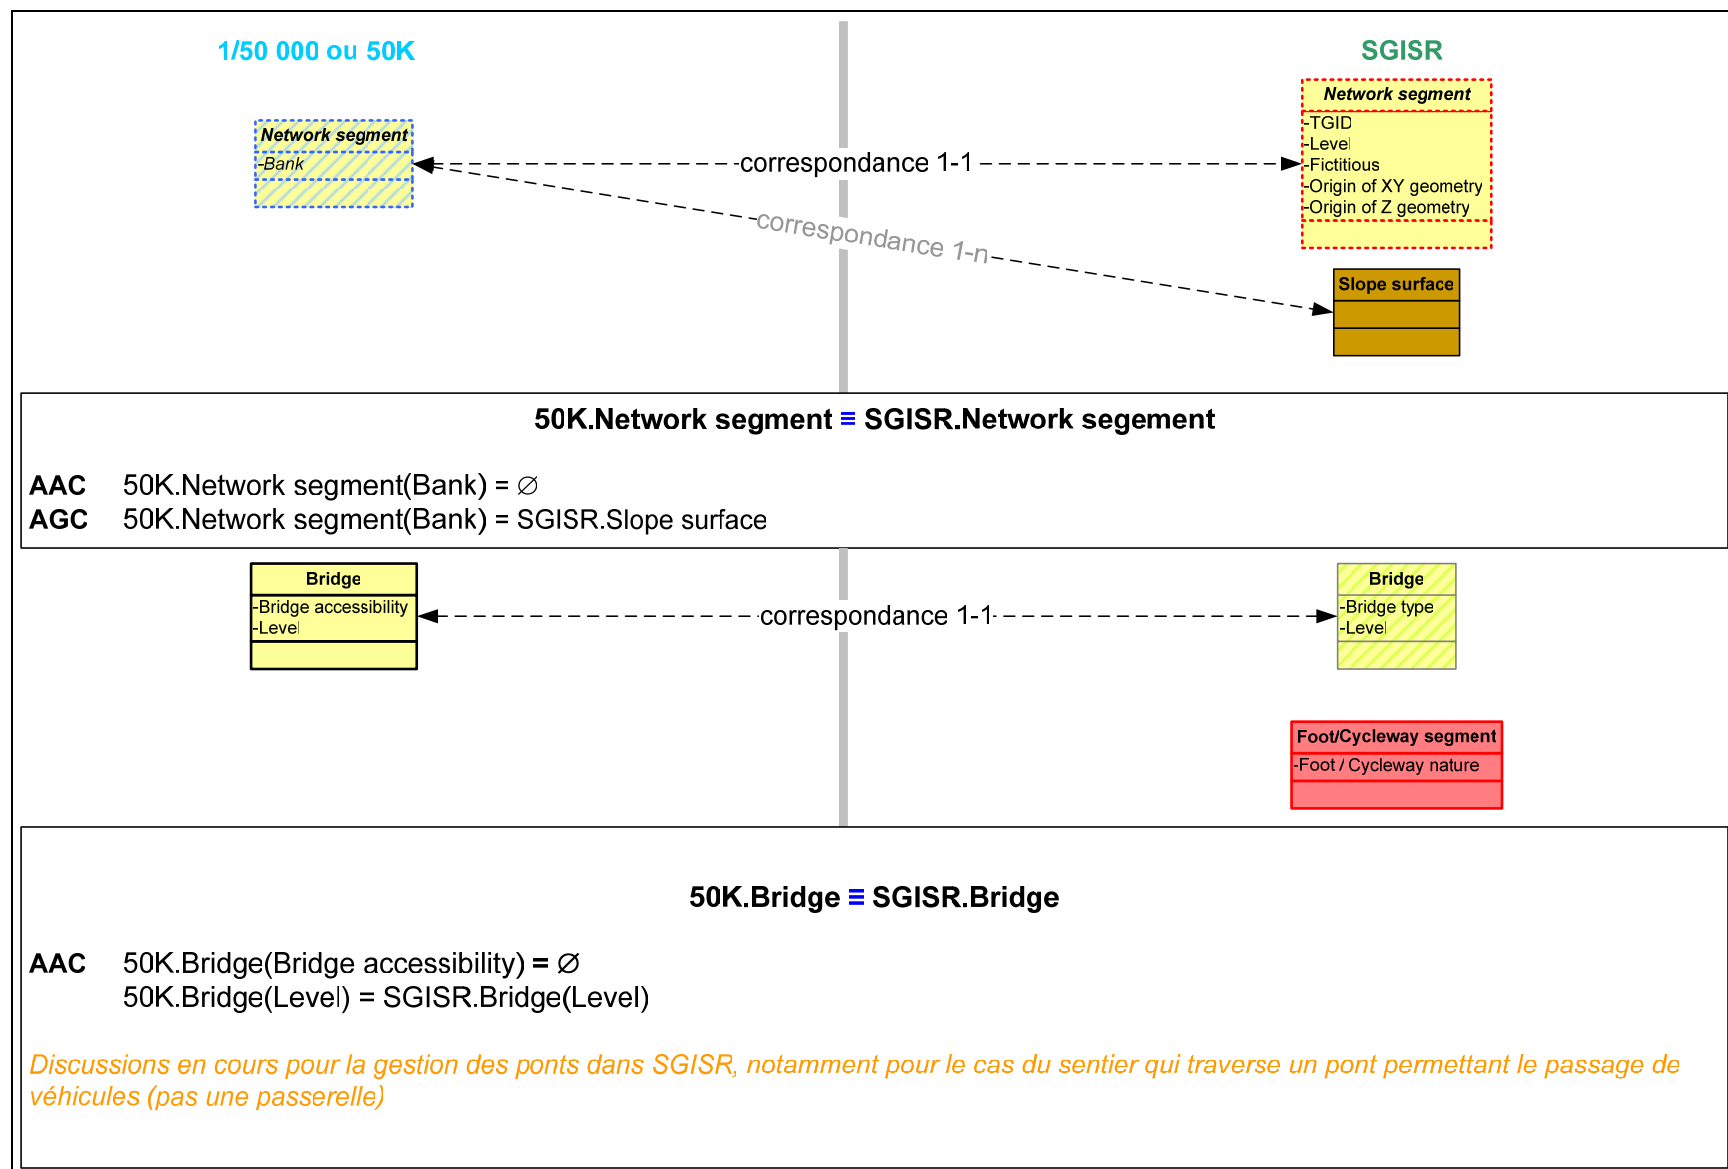 1/50 000 ou 50K
SGISR
Network segment
-Bank
correspondance 1-1
Network segment
-TGID
-Level
-Fictitious
-Origin of XY geometry
-Origin of Z geometry
correspondance 1-n
Slope surface
50K.Network segment ≡ SGISR.Network segement
AAC 50K.Network segment(Bank) = ∅
AGC 50K.Network segment(Bank) = SGISR.Slope surface
Bridge
-Bridge accessibility
-Level
correspondance 1-1
Bridge
-Bridge type
-Level
Foot/Cycleway segment
-Foot / Cycleway nature
50K.Bridge ≡ SGISR.Bridge
AAC 50K.Bridge(Bridge accessibility) = ∅
50K.Bridge(Level) = SGISR.Bridge(Level)
Discussions en cours pour la gestion des ponts dans SGISR, notamment pour le cas du sentier qui traverse un pont permettant le passage de
véhicules (pas une passerelle)